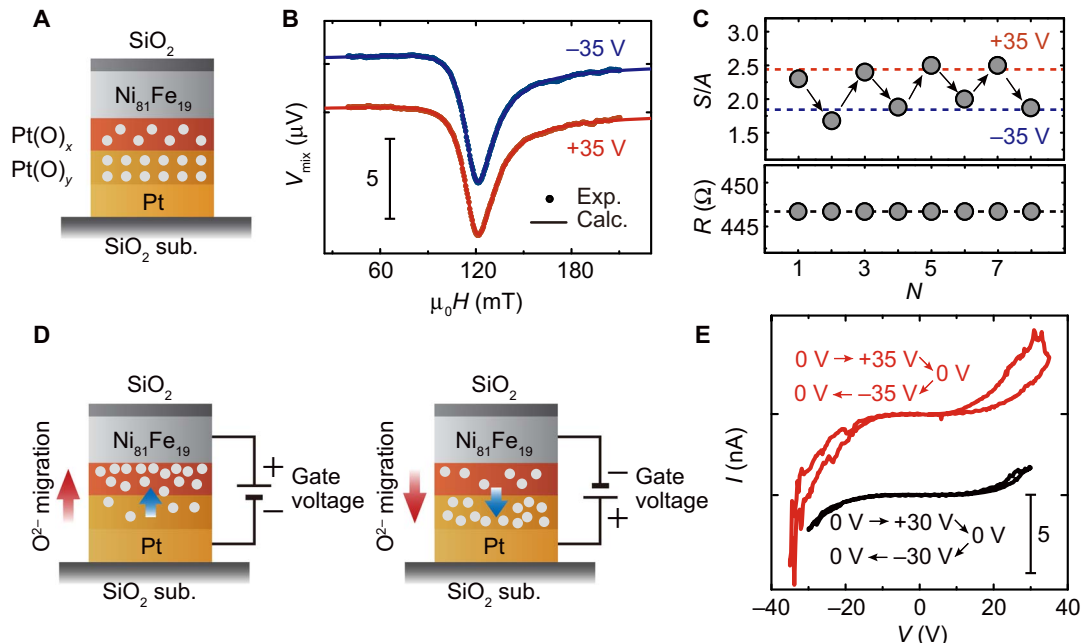 A
SiO₂
Ni₈₁Fe₁₉
Pt(O)ₓ
Pt(O)ᵧ
Pt
SiO₂ sub.
B
–35 V
+35 V
V_mix (μV)
5
Exp.
Calc.
60 120 180
μ₀H (mT)
C
+35 V
–35 V
S/A
3.0
2.5
2.0
1.5
R (Ω)
450
445
1 3 5 7
N
D
SiO₂
Ni₈₁Fe₁₉
O²⁻ migration
+
–
Gate
voltage
Pt
SiO₂ sub.
SiO₂
Ni₈₁Fe₁₉
O²⁻ migration
–
+
Gate
voltage
Pt
SiO₂ sub.
E
0 V +35 V
0 V
0 V –35 V
0 V +30 V
0 V
0 V –30 V
5
I (nA)
–40 –20 0 20 40
V (V)